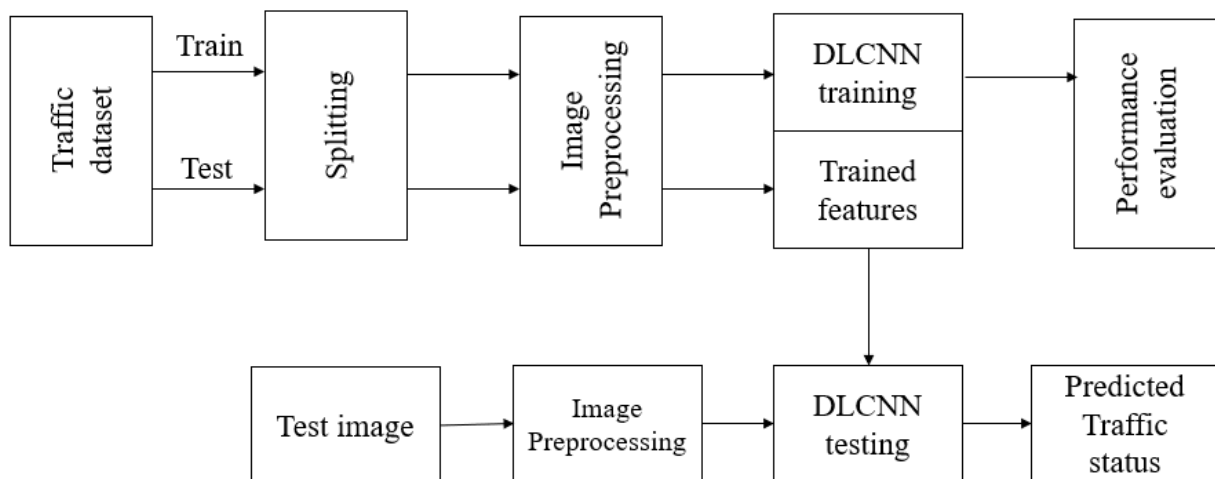 Traffic
dataset
Train
Test
Splitting
Image
Preprocessing
DLCNN
training
Trained
features
Performance
evaluation
Test image
Image
Preprocessing
DLCNN
testing
Predicted
Traffic
status